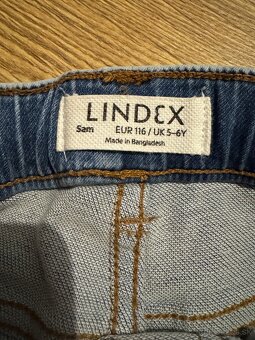 LINDEX
Sam EUR 116 / UK 5-6Y
Made in Bangladesh